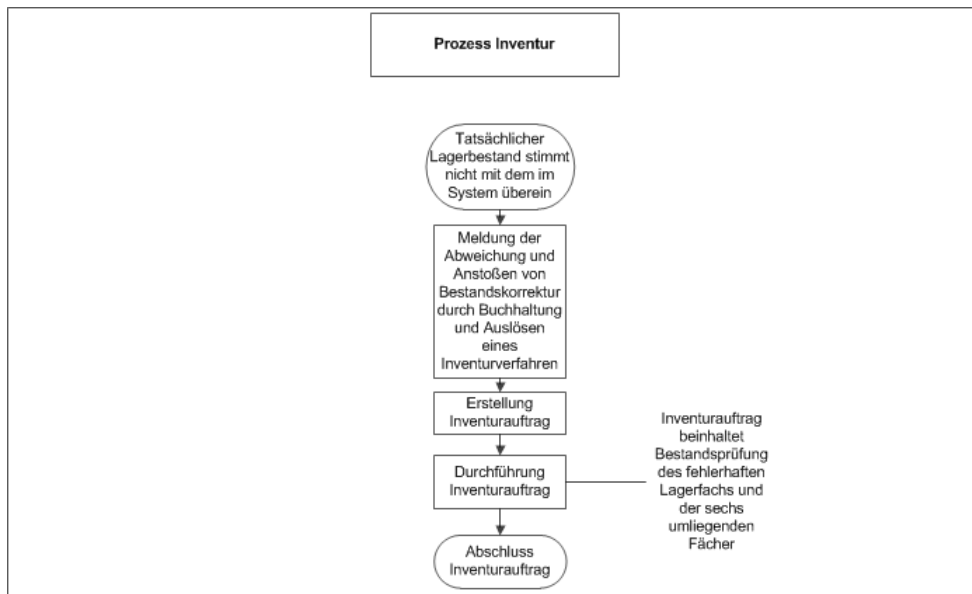 Prozess Inventur
Tatsächlicher
Lagerbestand stimmt
nicht mit dem im
System überein
Meldung der
Abweichung und
Anstoßen von
Bestandskorrektur
durch Buchhaltung
und Auslösen
eines
Inventurverfahren
Erstellung
Inventurauftrag
Durchführung
Inventurauftrag
Inventurauftrag
beinhaltet
Bestandsprüfung
des fehlerhaften
Lagerfachs und
der sechs
umliegenden
Fächer
Abschluss
Inventurauftrag